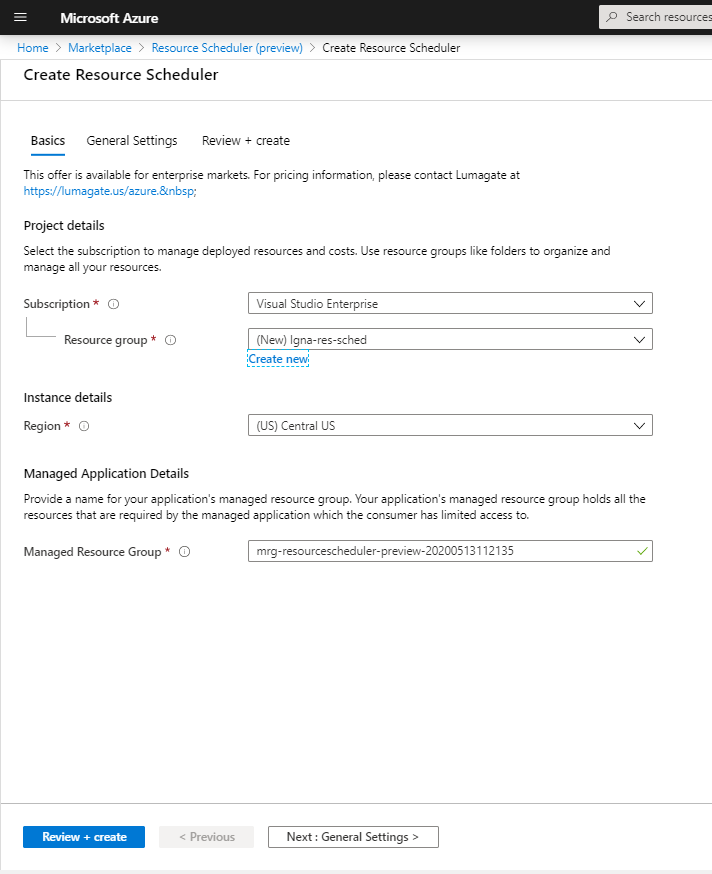 Microsoft Azure
Search resources
Home > Marketplace > Resource Scheduler (preview) > Create Resource Scheduler
Create Resource Scheduler
Basics General Settings Review + create
This offer is available for enterprise markets. For pricing information, please contact Lumagate at
https://lumagate.us/azure.&nbsp;
Project details
Select the subscription to manage deployed resources and costs. Use resource groups like folders to organize and
manage all your resources.
Subscription * Visual Studio Enterprise
Resource group * (New) lgna-res-sched
Create new
Instance details
Region * (US) Central US
Managed Application Details
Provide a name for your application's managed resource group. Your application's managed resource group holds all the
resources that are required by the managed application which the consumer has limited access to.
Managed Resource Group * mrg-resourcescheduler-preview-20200513112135
Review + create < Previous Next : General Settings >